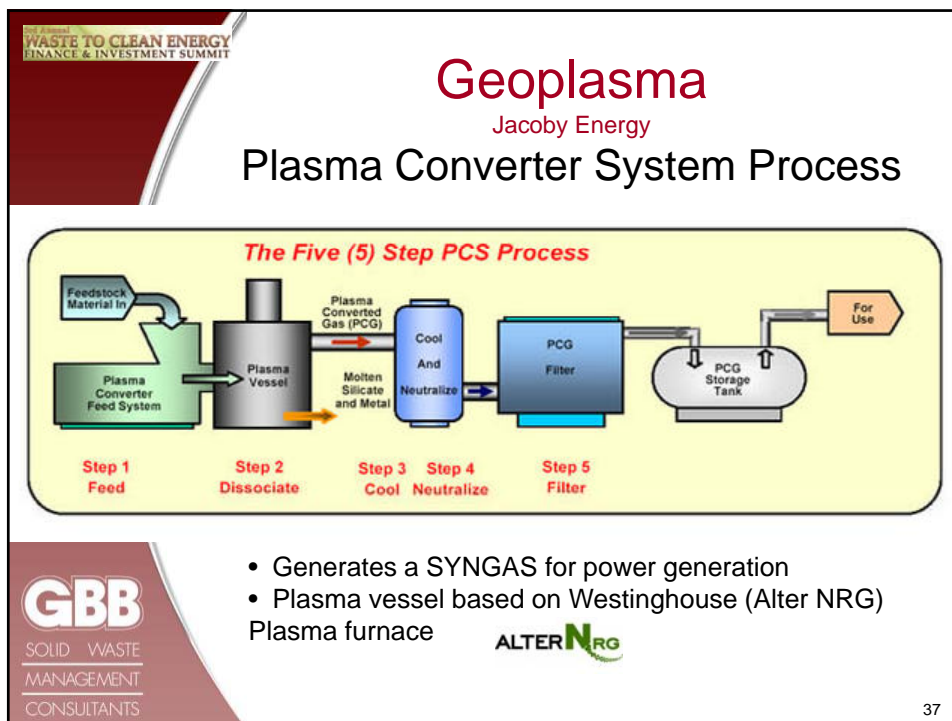 3rd Annual
WASTE TO CLEAN ENERGY
FINANCE & INVESTMENT SUMMIT
Geoplasma
Jacoby Energy
Plasma Converter System Process
The Five (5) Step PCS Process
Feedstock
Material In
Plasma
Converter
Feed System
Plasma
Vessel
Plasma
Converted
Gas (PCG)
Molten
Silicate
and Metal
Cool
And
Neutralize
PCG
Filter
PCG
Storage
Tank
For
Use
Step 1
Feed
Step 2
Dissociate
Step 3
Cool
Step 4
Neutralize
Step 5
Filter
• Generates a SYNGAS for power generation
• Plasma vessel based on Westinghouse (Alter NRG)
Plasma furnace
ALTER NRG
GBB
SOLID WASTE
MANAGEMENT
CONSULTANTS
37